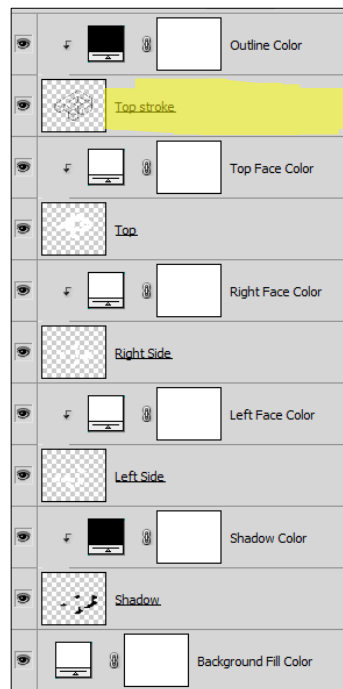 Outline Color
Top stroke
Top Face Color
Top
Right Face Color
Right Side
Left Face Color
Left Side
Shadow Color
Shadow
Background Fill Color